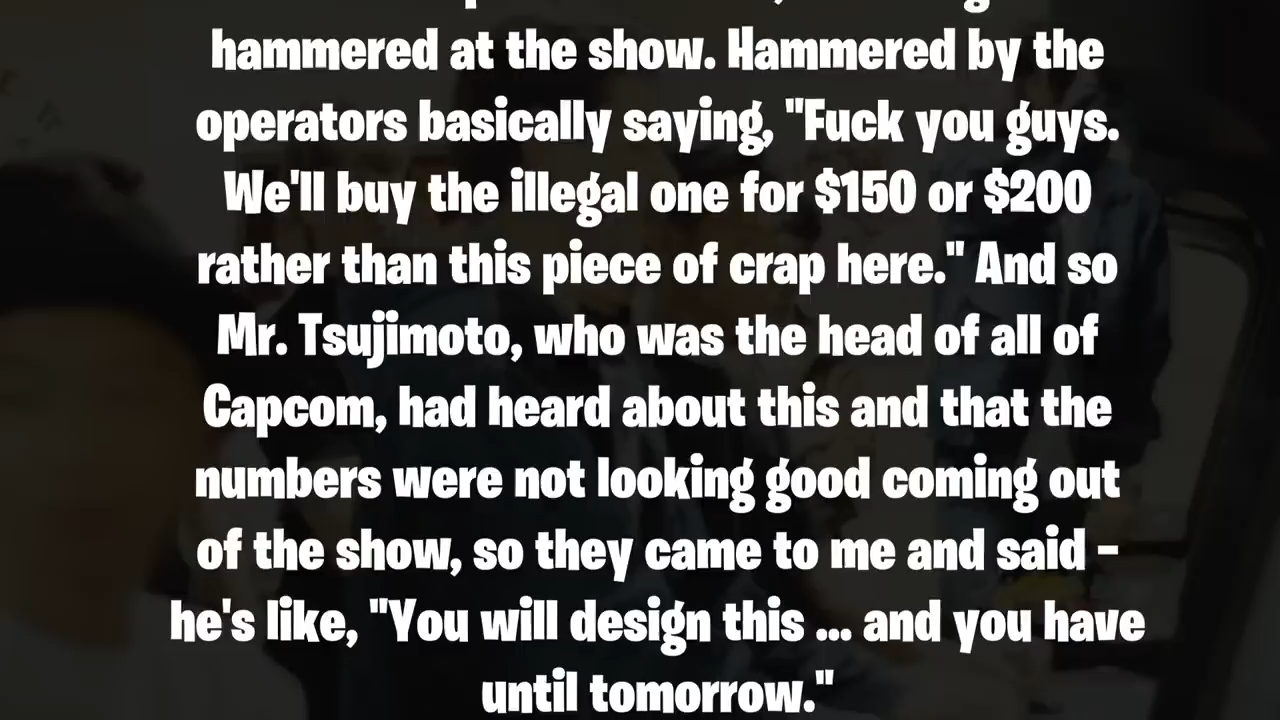 hammered at the show. Hammered by the
operators basically saying, "Fuck you guys.
We'll buy the illegal one for $150 or $200
rather than this piece of crap here." And so
Mr. Tsujimoto, who was the head of all of
Capcom, had heard about this and that the
numbers were not looking good coming out
of the show, so they came to me and said –
he's like, "You will design this ... and you have
until tomorrow."